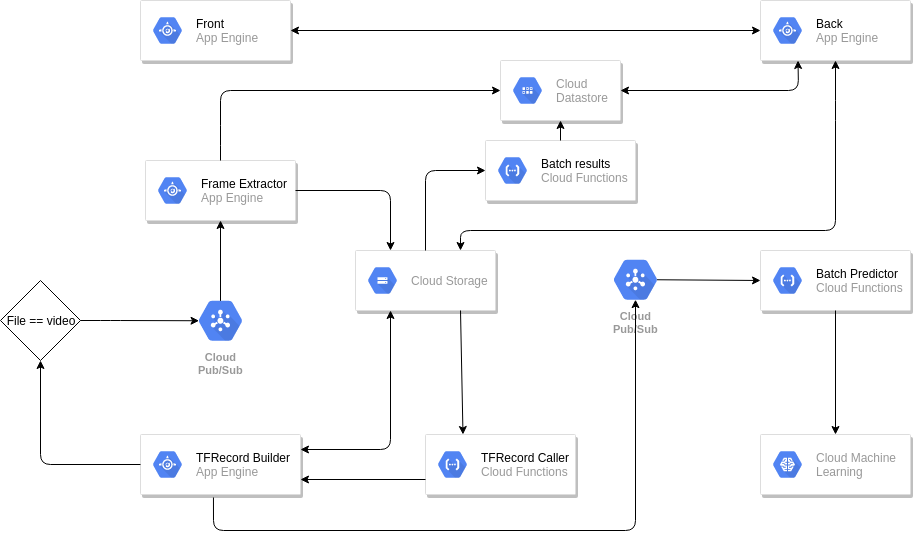 Front
App Engine
Back
App Engine
Cloud
Datastore
Batch results
Cloud Functions
Frame Extractor
App Engine
Cloud Storage
Cloud
Pub/Sub
Batch Predictor
Cloud Functions
File == video
Cloud
Pub/Sub
TFRecord Builder
App Engine
TFRecord Caller
Cloud Functions
Cloud Machine
Learning